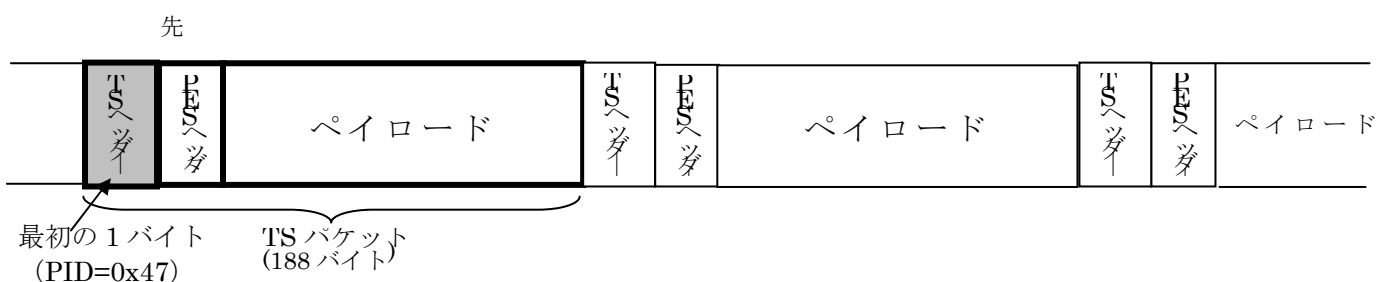 先
TSヘッダー
PESヘッダ
ペイロード
TSヘッダー
PESヘッダ
ペイロード
TSヘッダー
PESヘッダ
ペイロード
最初の 1 バイト
(PID=0x47)
TS パケット
(188 バイト)